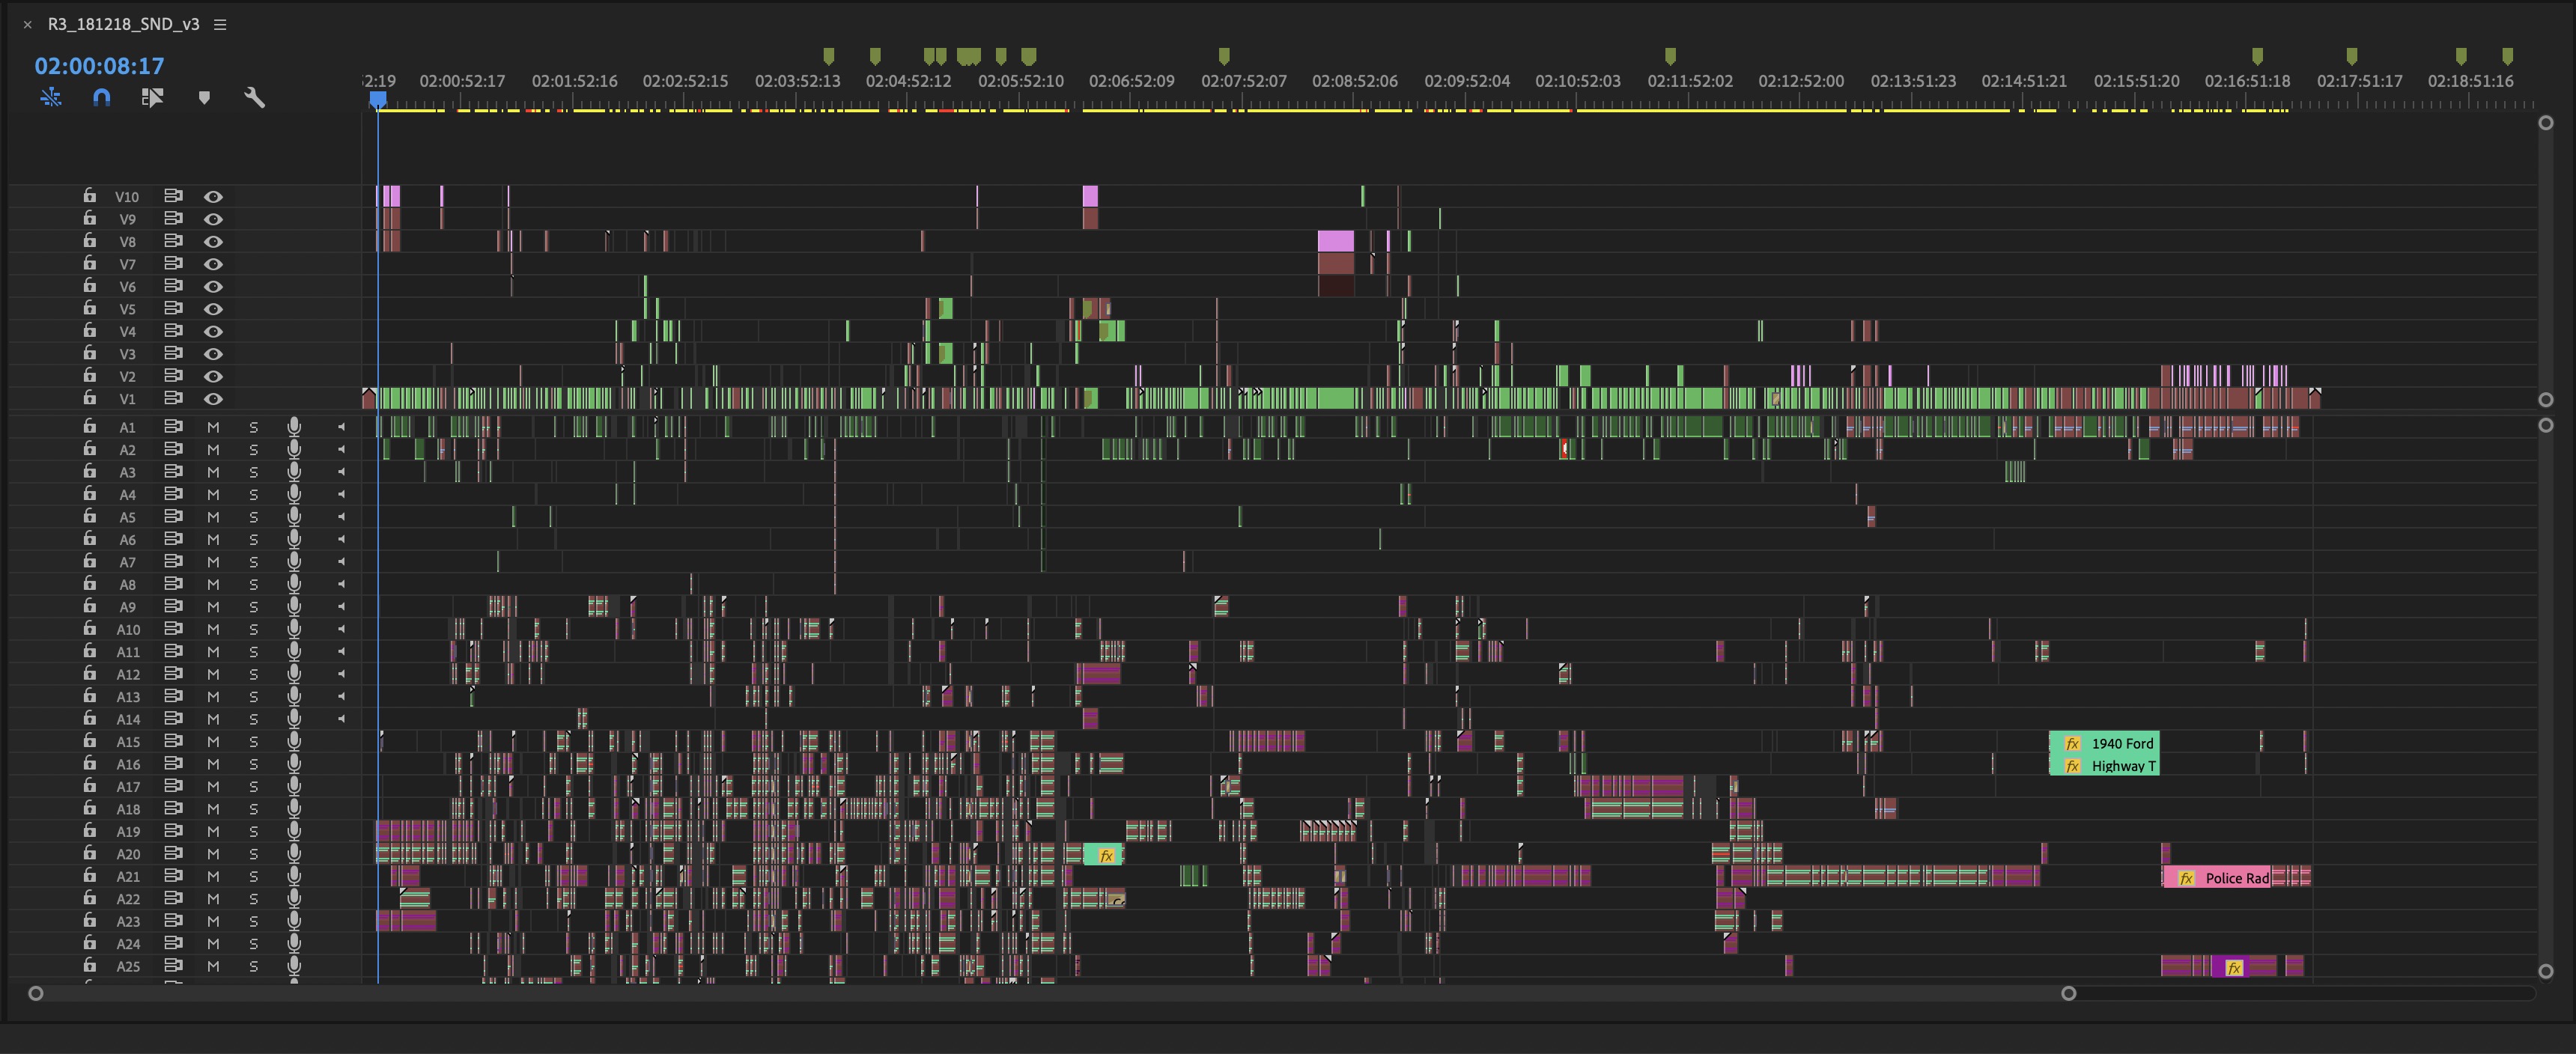 × R3_181218_SND_v3 ≡
02:00:08:17
52:19 02:00:52:17 02:01:52:16 02:02:52:15 02:03:52:13 02:04:52:12 02:05:52:10 02:06:52:09 02:07:52:07 02:08:52:06 02:09:52:04 02:10:52:03 02:11:52:02 02:12:52:00 02:13:51:23 02:14:51:21 02:15:51:20 02:16:51:18 02:17:51:17 02:18:51:16
V10
V9
V8
V7
V6
V5
V4
V3
V2
V1
A1 M S
A2 M S
A3 M S
A4 M S
A5 M S
A6 M S
A7 M S
A8 M S
A9 M S
A10 M S
A11 M S
A12 M S
A13 M S
A14 M S
A15 M S fx 1940 Ford
A16 M S fx Highway T
A17 M S
A18 M S
A19 M S
A20 M S fx
A21 M S fx Police Rad
A22 M S
A23 M S
A24 M S
A25 M S fx